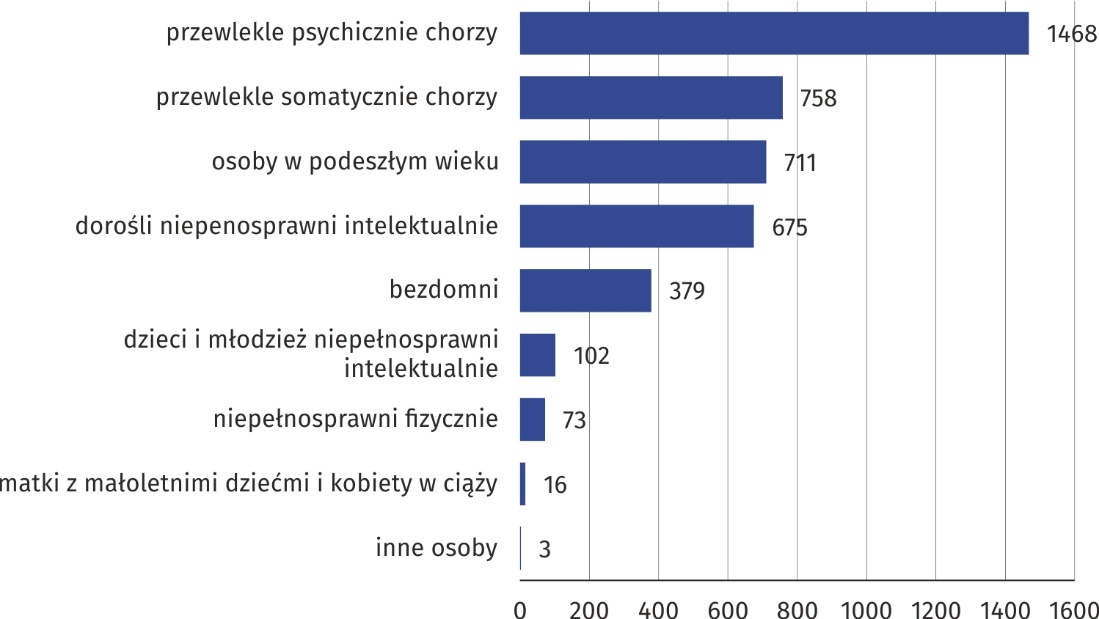 przewlekle psychicznie chorzy 1468
przewlekle somatycznie chorzy 758
osoby w podeszłym wieku 711
dorośli niepenosprawni intelektualnie 675
bezdomni 379
dzieci i młodzież niepełnosprawni
intelektualnie 102
niepełnosprawni fizycznie 73
matki z małoletnimi dziećmi i kobiety w ciąży 16
inne osoby 3
0 200 400 600 800 1000 1200 1400 1600